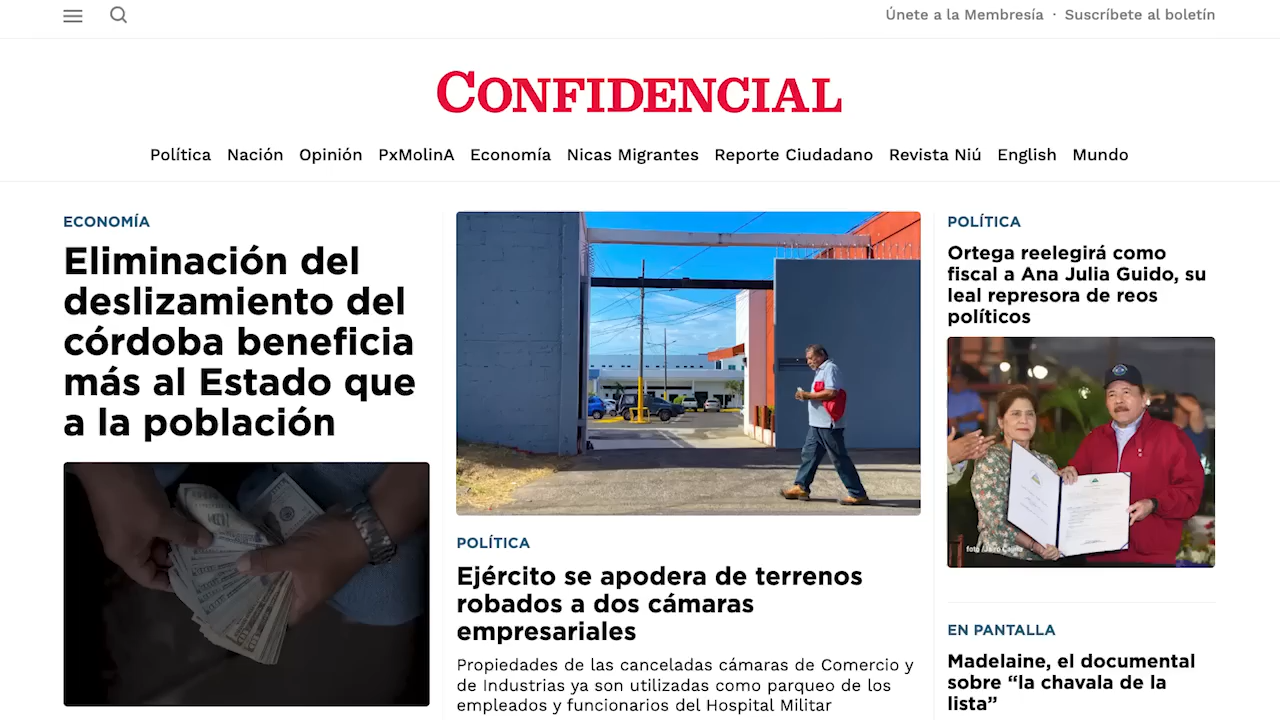 Únete a la Membresía · Suscríbete al boletín
CONFIDENCIAL
Política Nación Opinión PxMolinA Economía Nicas Migrantes Reporte Ciudadano Revista Niú English Mundo
ECONOMÍA
Eliminación del
deslizamiento del
córdoba beneficia
más al Estado que
a la población
POLÍTICA
Ejército se apodera de terrenos
robados a dos cámaras
empresariales
Propiedades de las canceladas cámaras de Comercio y
de Industrias ya son utilizadas como parqueo de los
empleados y funcionarios del Hospital Militar
POLÍTICA
Ortega reelegirá como
fiscal a Ana Julia Guido, su
leal represora de reos
políticos
foto /Jairo Cajina
EN PANTALLA
Madelaine, el documental
sobre “la chavala de la
lista”